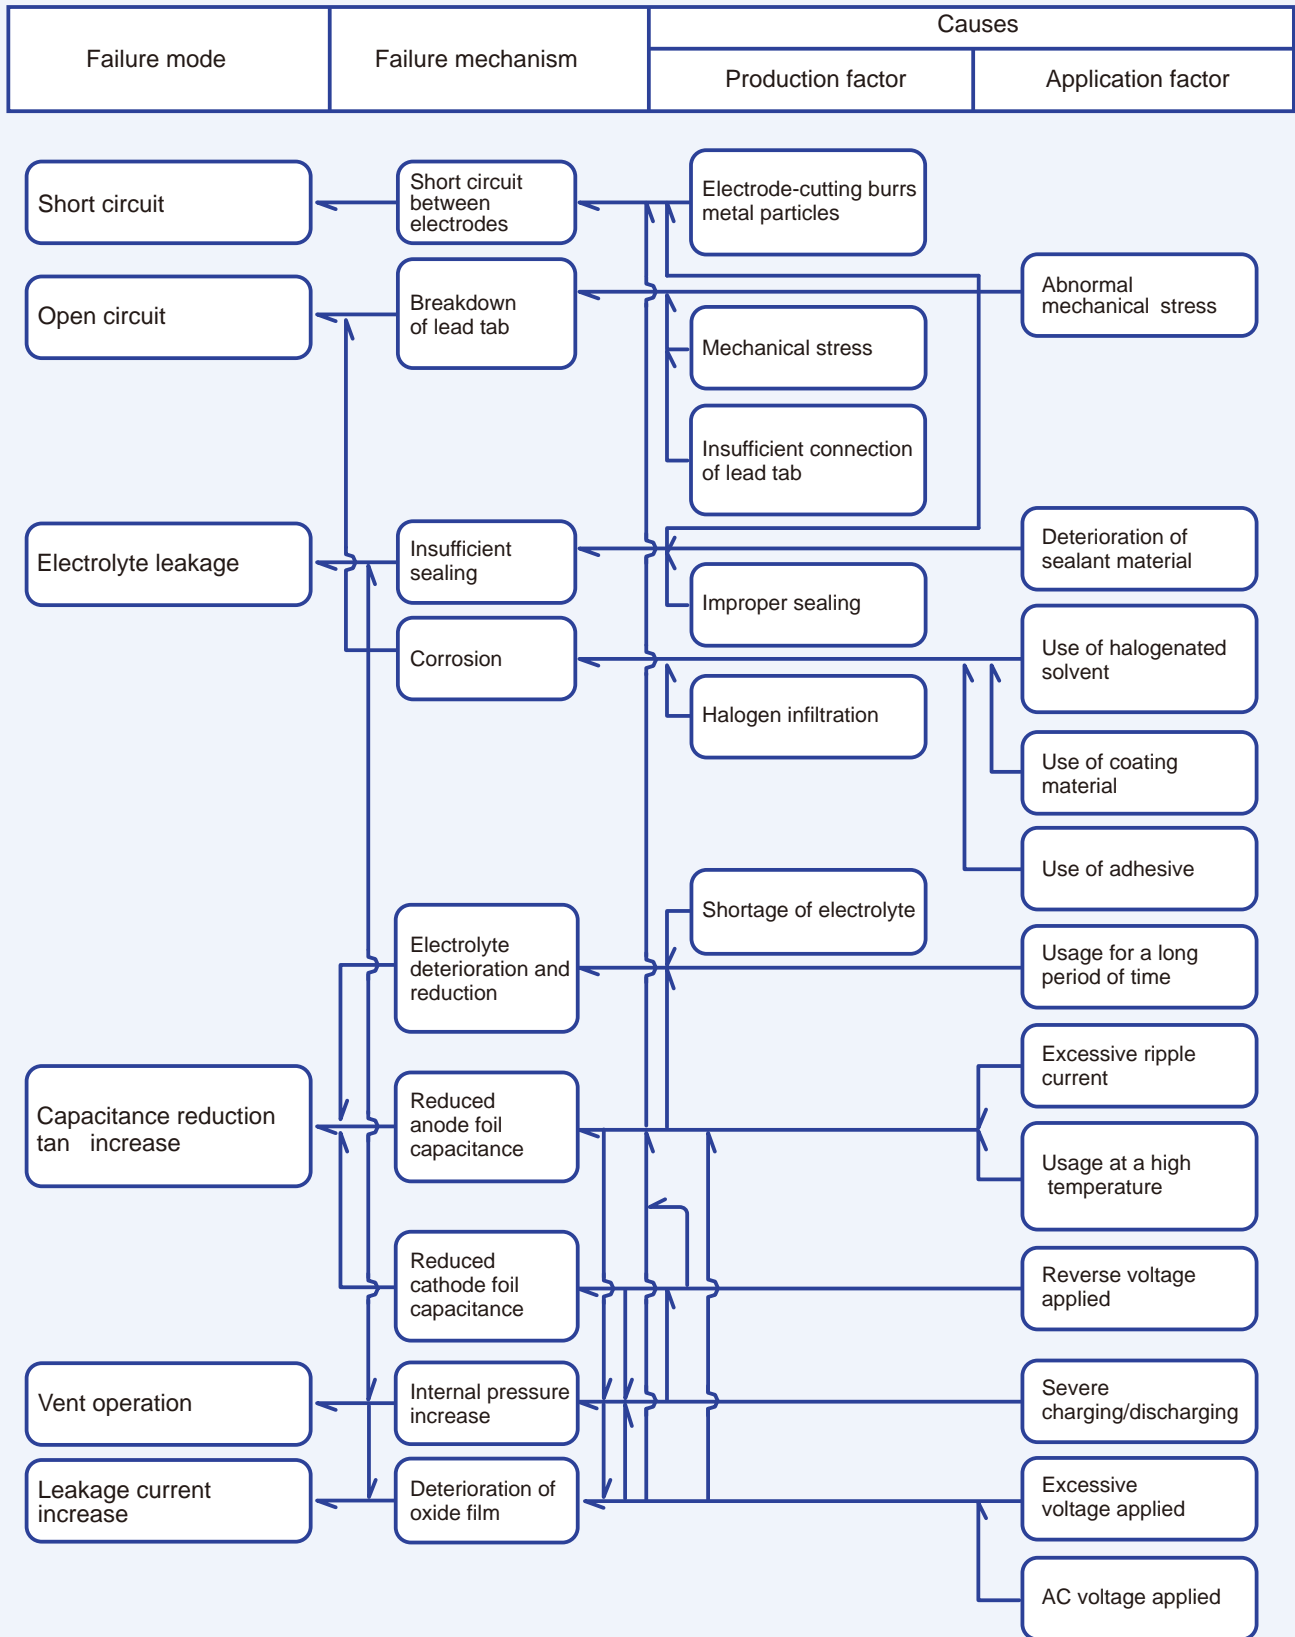 Failure mode
Failure mechanism
Causes
Production factor
Application factor
Short circuit
Short circuit
between
electrodes
Electrode-cutting burrs
metal particles
Open circuit
Breakdown
of lead tab
Abnormal
mechanical stress
Mechanical stress
Insufficient connection
of lead tab
Electrolyte leakage
Insufficient
sealing
Deterioration of
sealant material
Improper sealing
Corrosion
Use of halogenated
solvent
Halogen infiltration
Use of coating
material
Use of adhesive
Shortage of electrolyte
Electrolyte
deterioration and
reduction
Usage for a long
period of time
Excessive ripple
current
Capacitance reduction
tan increase
Reduced
anode foil
capacitance
Usage at a high
temperature
Reduced
cathode foil
capacitance
Reverse voltage
applied
Vent operation
Internal pressure
increase
Severe
charging/discharging
Leakage current
increase
Deterioration of
oxide film
Excessive
voltage applied
AC voltage applied